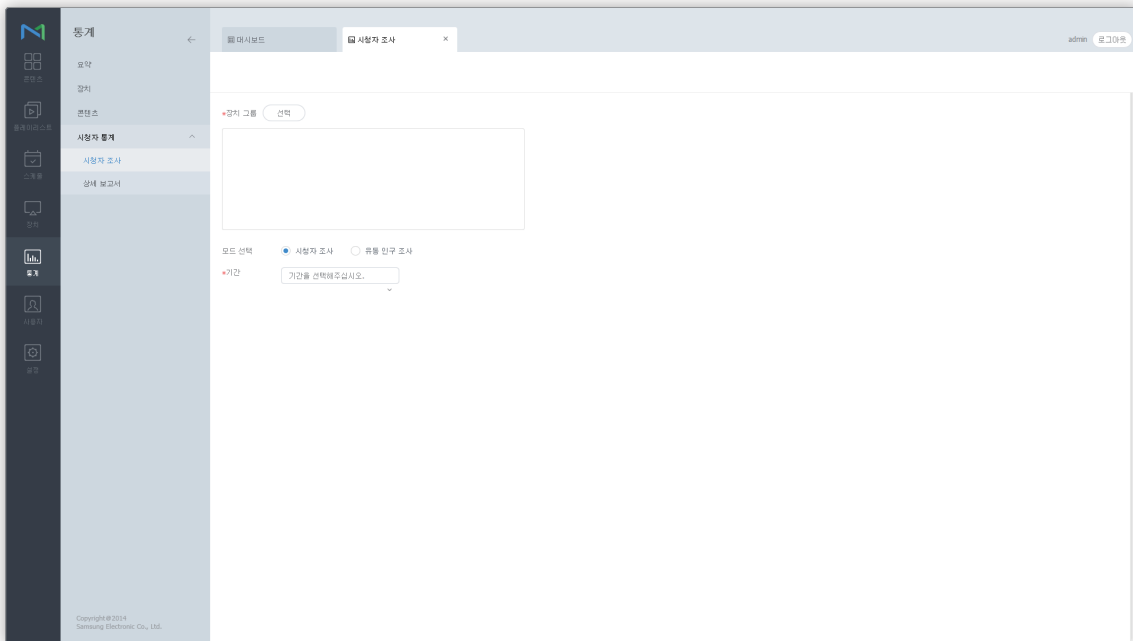 통계
←
대시보드
시청자 조사
×
admin
로그아웃
콘텐츠
플레이리스트
스케줄
장치
통계
사용자
설정
요약
장치
콘텐츠
시청자 통계
시청자 조사
상세 보고서
*장치 그룹
선택
모드 선택
시청자 조사
유동 인구 조사
*기간
기간을 선택해주십시오.
Copyright©2014
Samsung Electronic Co., Ltd.